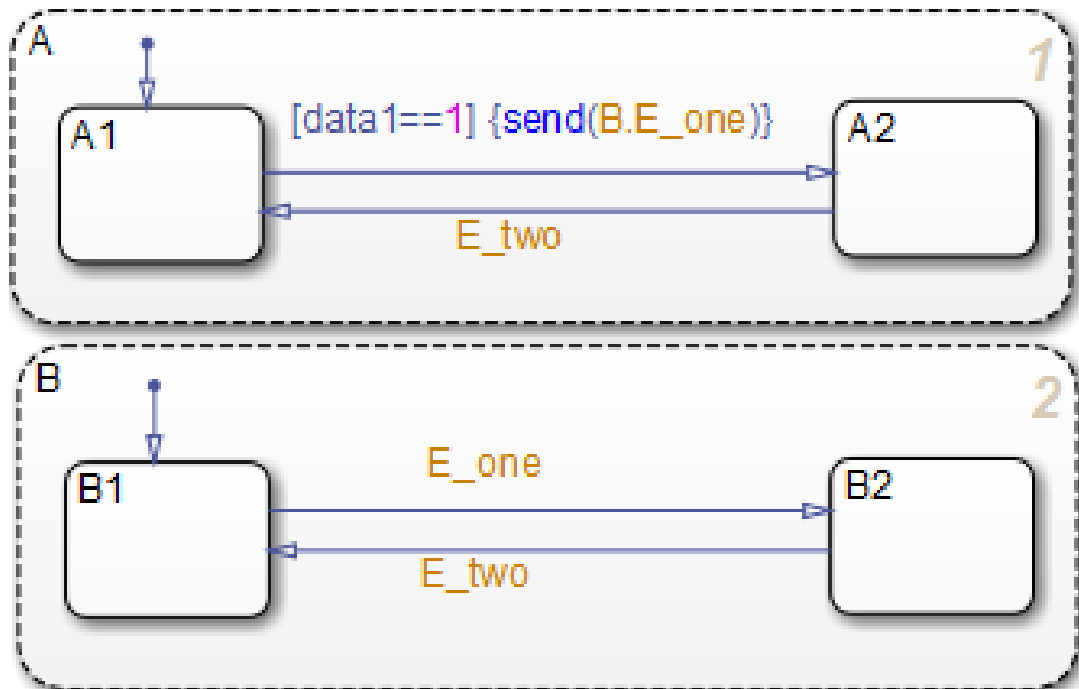 A
1
[data1==1] {send(B.E_one)}
A1
A2
E_two
B
2
E_one
B1
B2
E_two